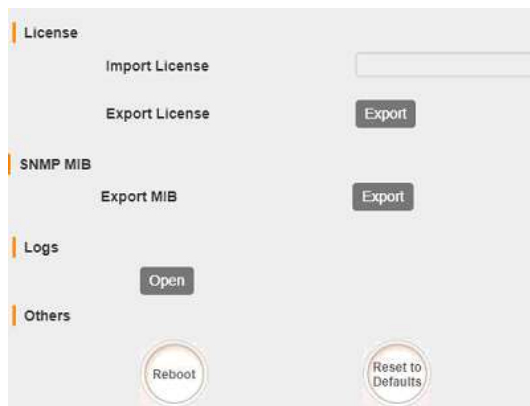 License
Import License
Export License Export
SNMP MIB
Export MIB Export
Logs
Open
Others
Reboot
Reset to
Defaults